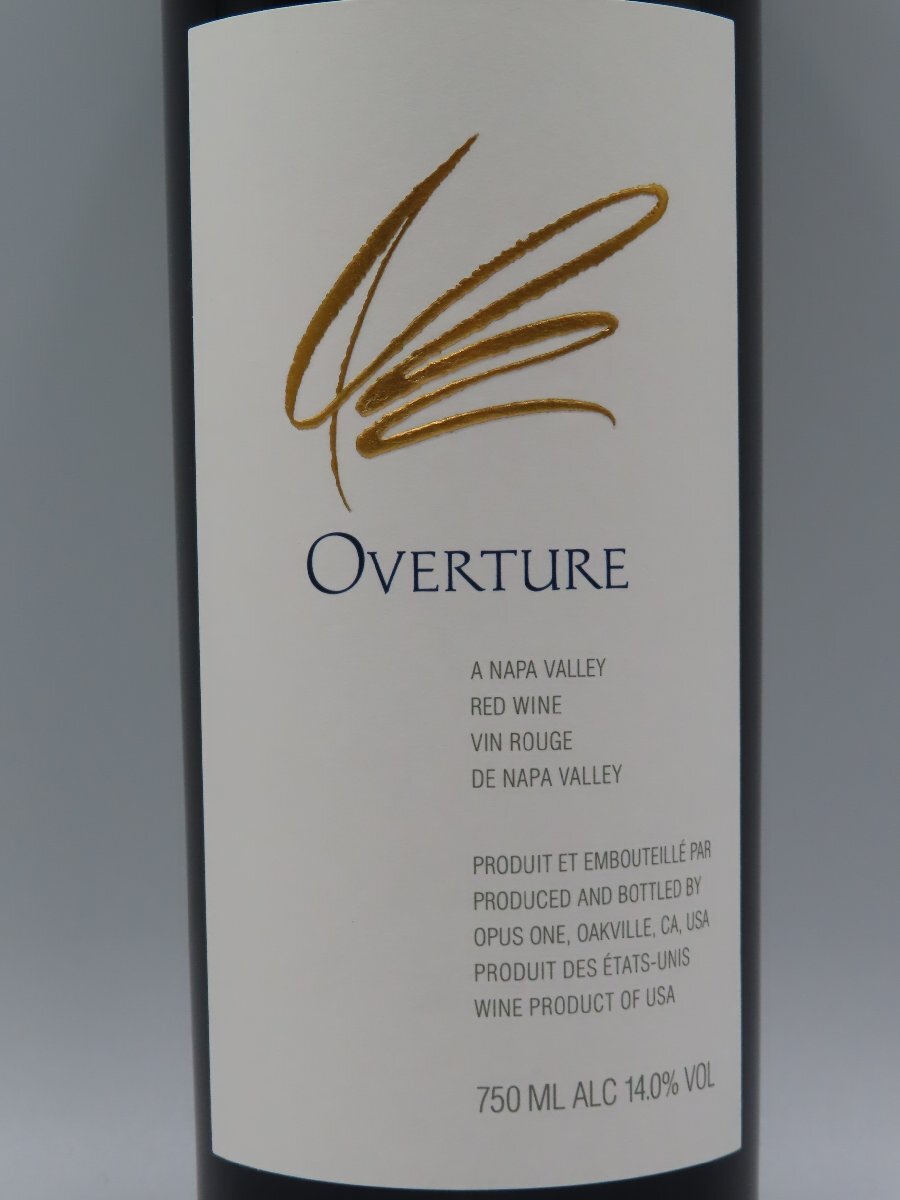 OVERTURE
A NAPA VALLEY
RED WINE
VIN ROUGE
DE NAPA VALLEY
PRODUIT ET EMBOUTEILLÉ PAR
PRODUCED AND BOTTLED BY
OPUS ONE, OAKVILLE, CA, USA
PRODUIT DES ÉTATS-UNIS
WINE PRODUCT OF USA
750 ML ALC 14.0% VOL